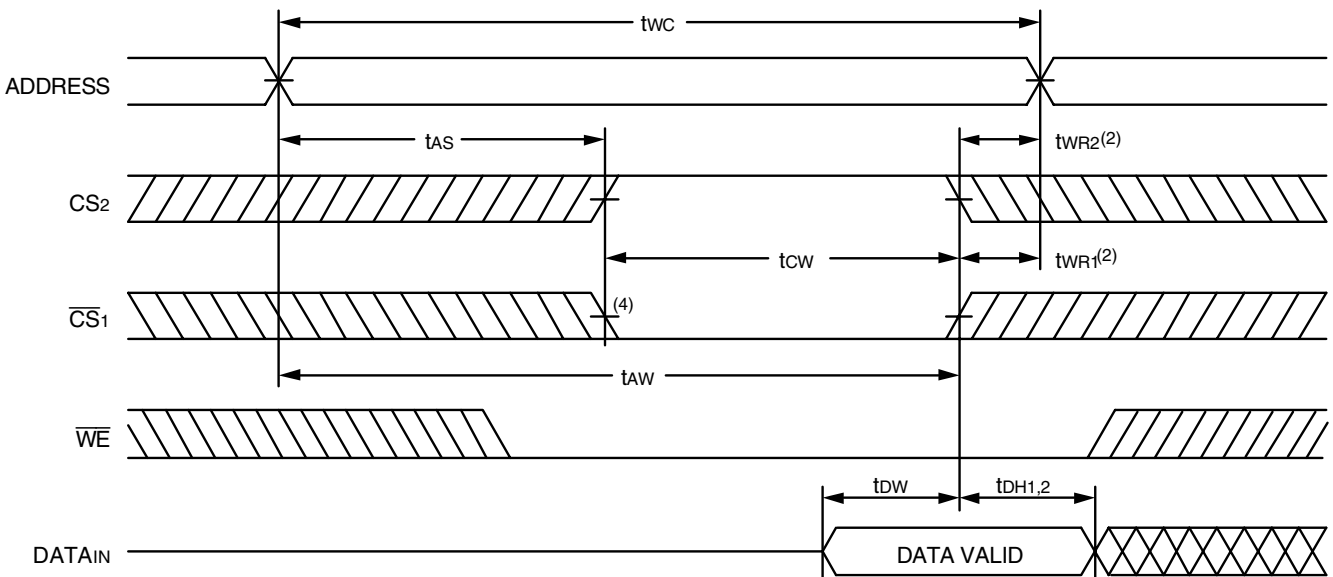 tWC
ADDRESS
tAS
tWR2(2)
CS2
tCW
tWR1(2)
CS1
(4)
tAW
WE
tDW
tDH1,2
DATAIN
DATA VALID